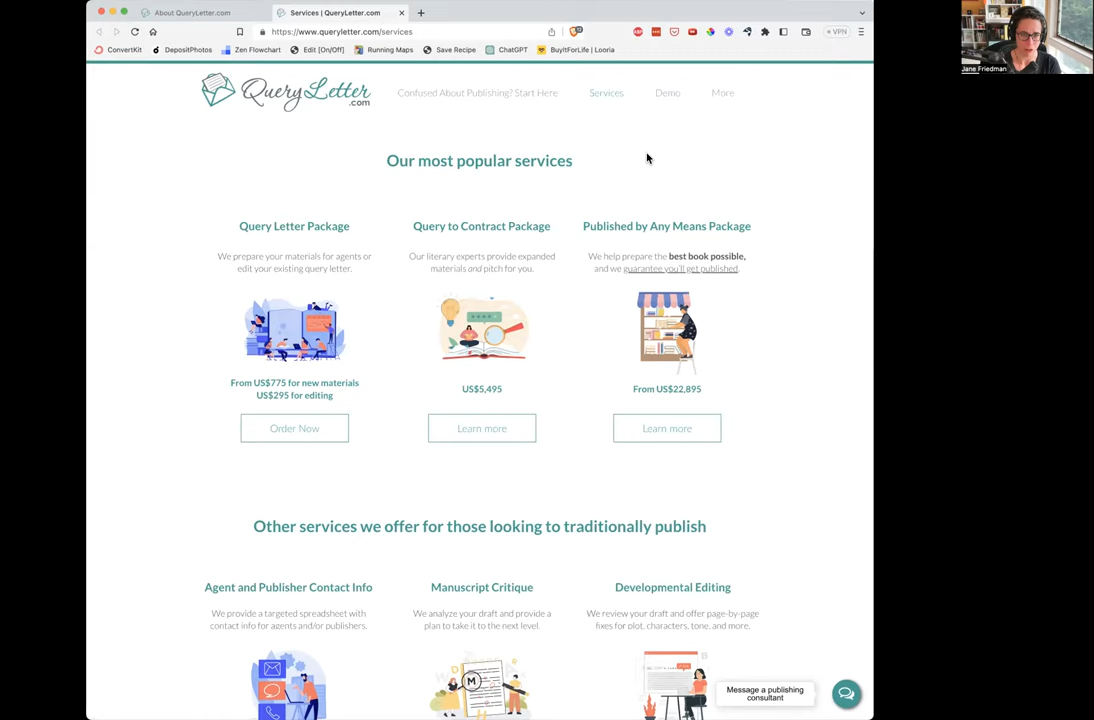 About QueryLetter.com
Services | QueryLetter.com
https://www.queryletter.com/services
VPN
ConvertKit
DepositPhotos
Zen Flowchart
Edit [On/Off]
Running Maps
Save Recipe
ChatGPT
BuyItForLife | Looria
Jane Friedman
QueryLetter
.com
Confused About Publishing? Start Here
Services
Demo
More
Our most popular services
Query Letter Package
We prepare your materials for agents or
edit your existing query letter.
From US$775 for new materials
US$295 for editing
Order Now
Query to Contract Package
Our literary experts provide expanded
materials and pitch for you.
US$5,495
Learn more
Published by Any Means Package
We help prepare the best book possible,
and we guarantee you'll get published.
From US$22,895
Learn more
Other services we offer for those looking to traditionally publish
Agent and Publisher Contact Info
We provide a targeted spreadsheet with
contact info for agents and/or publishers.
Manuscript Critique
We analyze your draft and provide a
plan to take it to the next level.
M
Developmental Editing
We review your draft and offer page-by-page
fixes for plot, characters, tone, and more.
Message a publishing
consultant